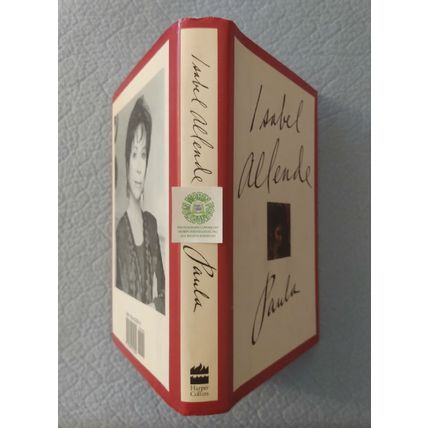 Isabel Allende Paula
Harper
Collins
Isabel
Allende
Paula